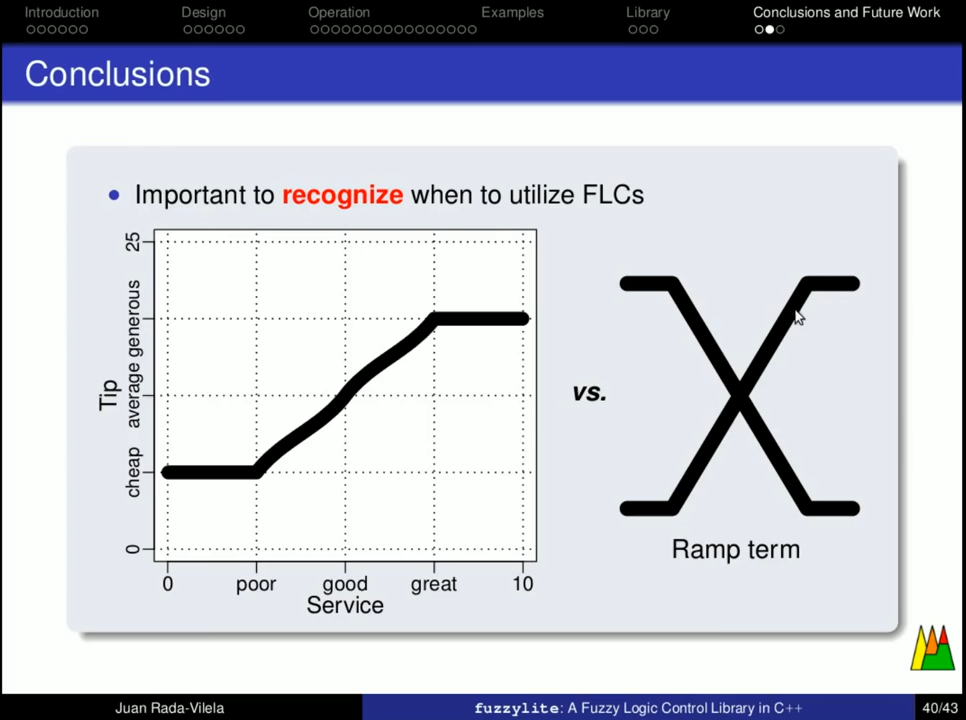 Introduction Design Operation Examples Library Conclusions and Future Work
Conclusions
Important to recognize when to utilize FLCs
25
generous
average
cheap
0
Tip
0 poor good great 10
Service
vs.
Ramp term
Juan Rada-Vilela fuzzylite: A Fuzzy Logic Control Library in C++ 40/43